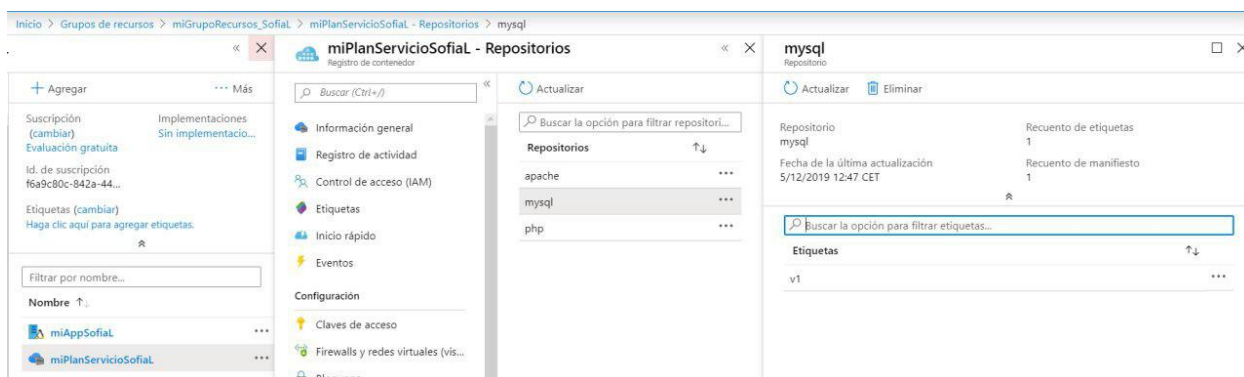 Inicio > Grupos de recursos > miGrupoRecursos_SofiaL > miPlanServicioSofiaL - Repositorios > mysql
Agregar
Más
Suscripción
(cambiar)
Evaluación gratuita
Implementaciones
Sin implementacio...
Id. de suscripción
f6a9c80c-842a-44...
Etiquetas (cambiar)
Haga clic aquí para agregar etiquetas.
Filtrar por nombre...
Nombre
miAppSofiaL
miPlanServicioSofiaL
miPlanServicioSofiaL - Repositorios
Registro de contenedor
Buscar (Ctrl+/)
Información general
Registro de actividad
Control de acceso (IAM)
Etiquetas
Inicio rápido
Eventos
Configuración
Claves de acceso
Firewalls y redes virtuales (vis...
Actualizar
Buscar la opción para filtrar repositori...
Repositorios
apache
mysql
php
mysql
Repositorio
Actualizar
Eliminar
Repositorio
mysql
Recuento de etiquetas
1
Fecha de la última actualización
5/12/2019 12:47 CET
Recuento de manifiesto
1
Buscar la opción para filtrar etiquetas...
Etiquetas
v1